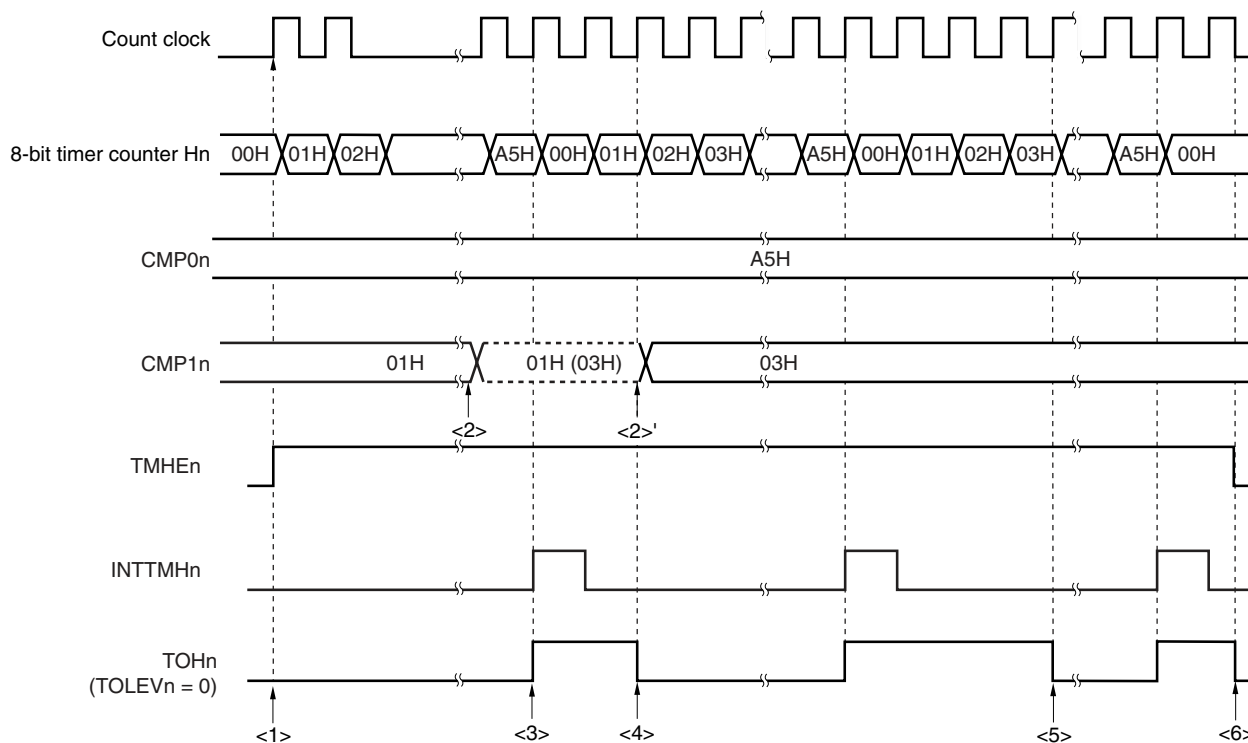 Count clock
8-bit timer counter Hn 00H 01H 02H A5H 00H 01H 02H 03H A5H 00H 01H 02H 03H A5H 00H
CMP0n A5H
CMP1n 01H 01H (03H) 03H
<2> <2>'
TMHEn
INTTMHn
TOHn
(TOLEVn = 0)
<1> <3> <4> <5> <6>